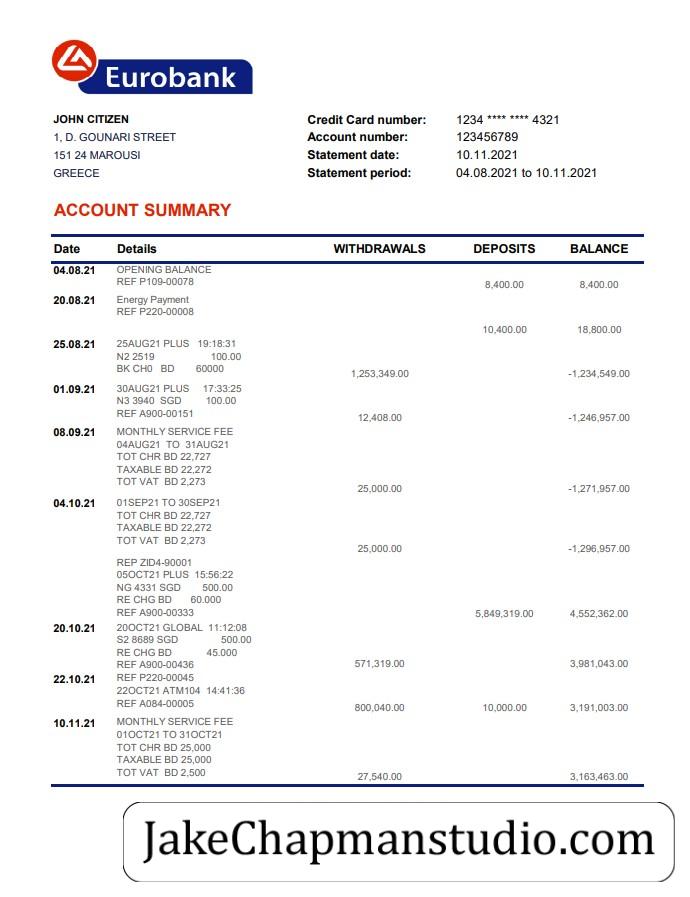 Eurobank
JOHN CITIZEN
1, D. GOUNARI STREET
151 24 MAROUSI
GREECE
Credit Card number: 1234 **** **** 4321
Account number: 123456789
Statement date: 10.11.2021
Statement period: 04.08.2021 to 10.11.2021
ACCOUNT SUMMARY
Date Details WITHDRAWALS DEPOSITS BALANCE
04.08.21 OPENING BALANCE
REF P109-00078
8,400.00 8,400.00
20.08.21 Energy Payment
REF P220-00008
10,400.00 18,800.00
25.08.21 25AUG21 PLUS 19:18:31
N2 2519 100.00
BK CH0 BD 60000
1,253,349.00 -1,234,549.00
01.09.21 30AUG21 PLUS 17:33:25
N3 3940 SGD 100.00
REF A900-00151
12,408.00 -1,246,957.00
08.09.21 MONTHLY SERVICE FEE
04AUG21 TO 31AUG21
TOT CHR BD 22,727
TAXABLE BD 22,272
TOT VAT BD 2,273
25,000.00 -1,271,957.00
04.10.21 01SEP21 TO 30SEP21
TOT CHR BD 22,727
TAXABLE BD 22,272
TOT VAT BD 2,273
25,000.00 -1,296,957.00
REP ZID4-90001
05OCT21 PLUS 15:56:22
NG 4331 SGD 500.00
RE CHG BD 60.000
REF A900-00333 5,849,319.00 4,552,362.00
20.10.21 20OCT21 GLOBAL 11:12:08
S2 8689 SGD 500.00
RE CHG BD 45.000
REF A900-00436 571,319.00 3,981,043.00
22.10.21 REF P220-00045
22OCT21 ATM104 14:41:36
REF A084-00005 800,040.00 10,000.00 3,191,003.00
10.11.21 MONTHLY SERVICE FEE
01OCT21 TO 31OCT21
TOT CHR BD 25,000
TAXABLE BD 25,000
TOT VAT BD 2,500 27,540.00 3,163,463.00
JakeChapmanstudio.com